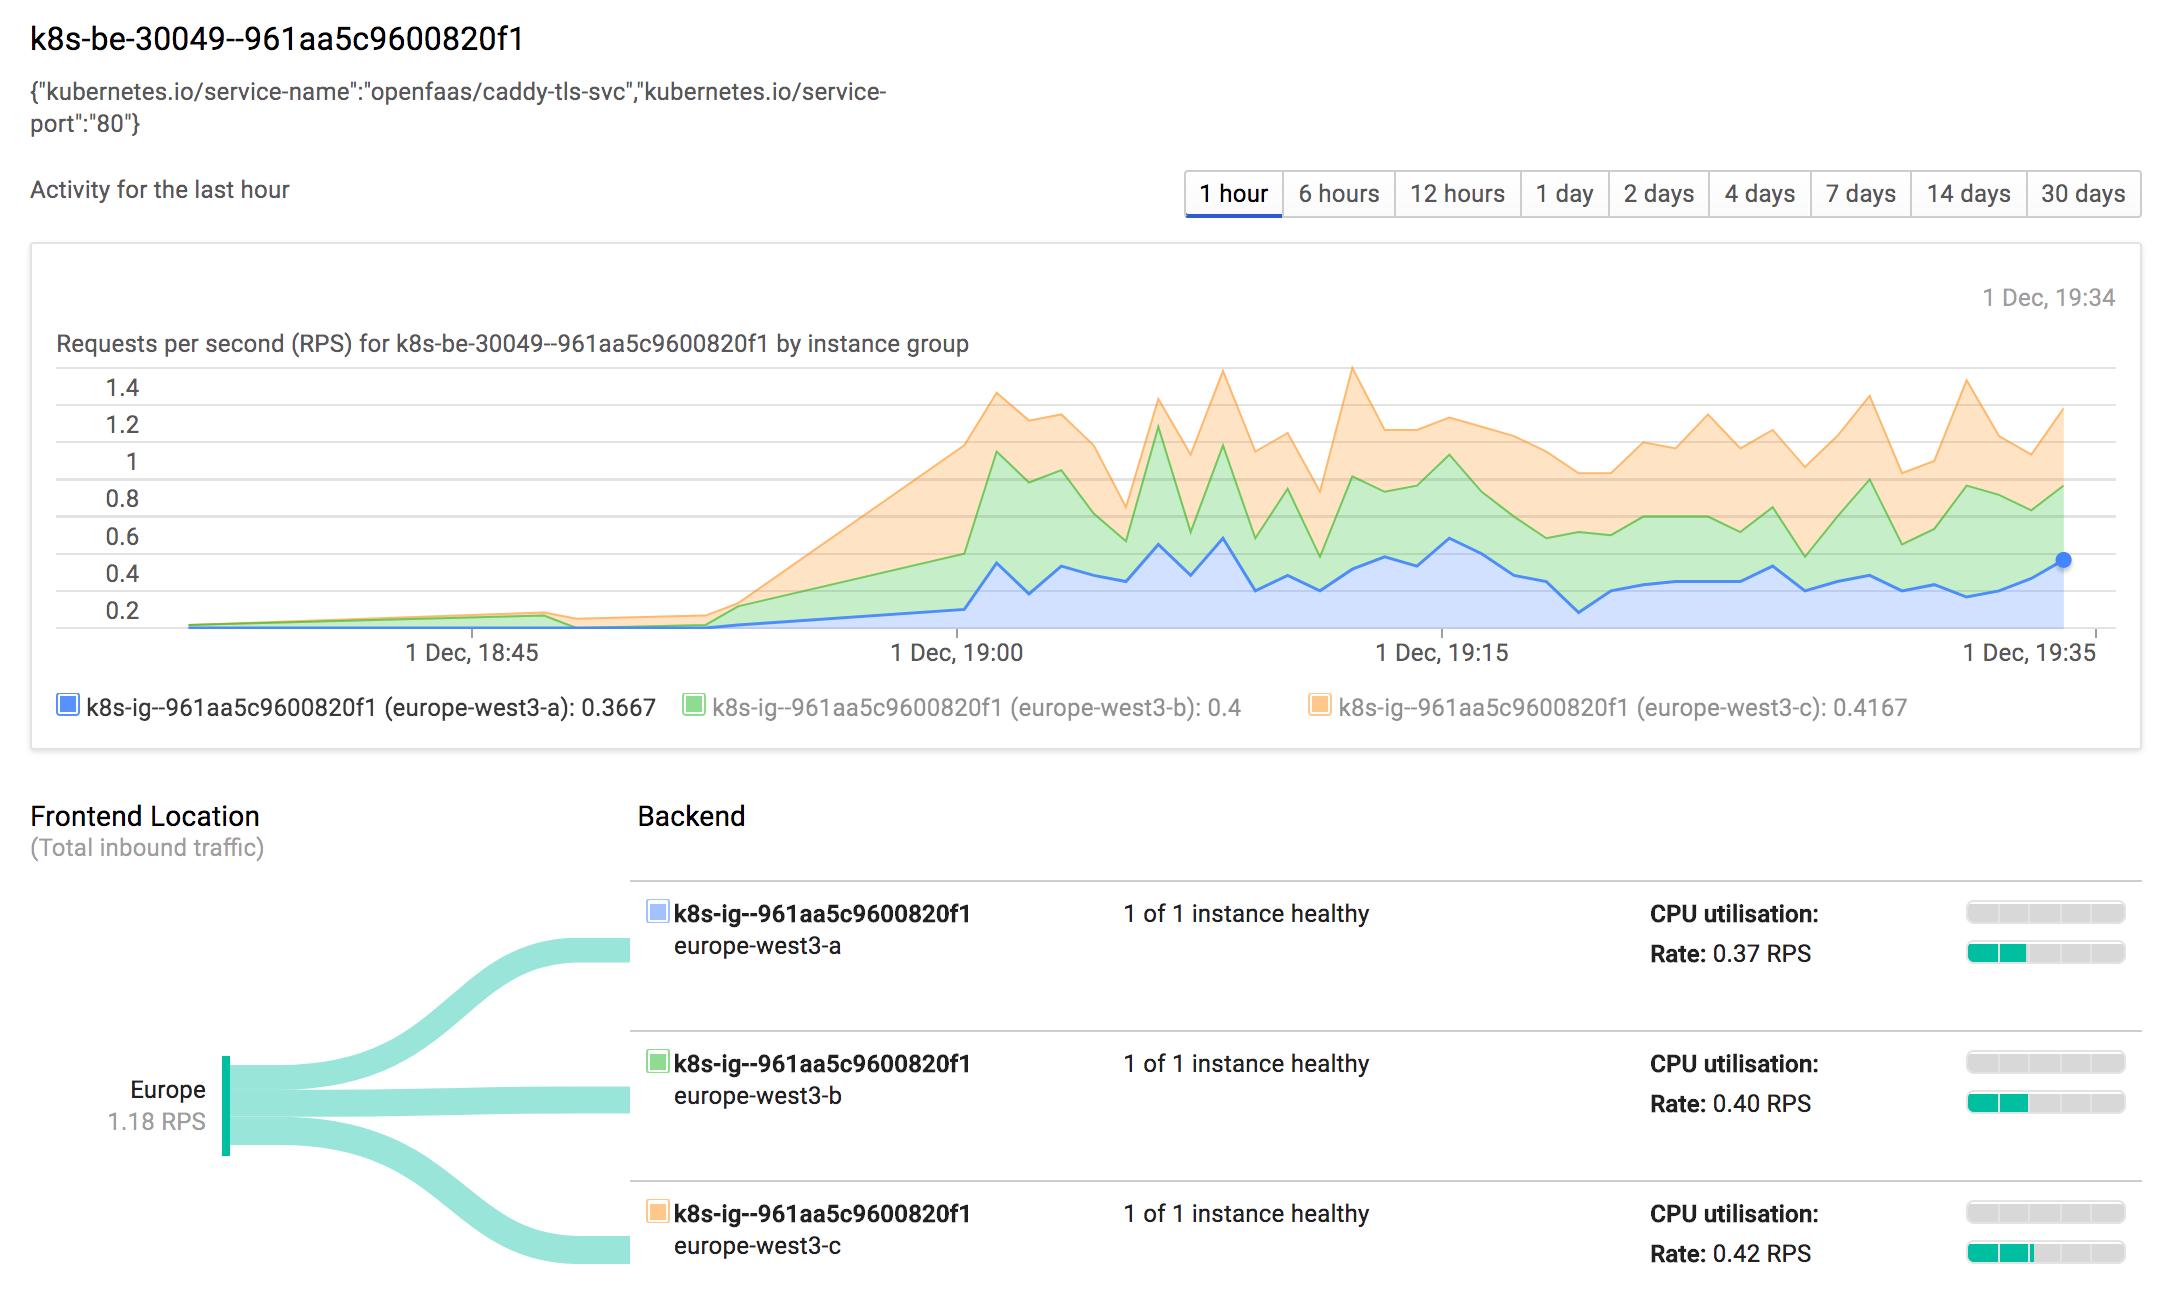 k8s-be-30049--961aa5c9600820f1
{"kubernetes.io/service-name":"openfaas/caddy-tls-svc","kubernetes.io/service-
port":"80"}
Activity for the last hour
1 hour 6 hours 12 hours 1 day 2 days 4 days 7 days 14 days 30 days
1 Dec, 19:34
Requests per second (RPS) for k8s-be-30049--961aa5c9600820f1 by instance group
1.4
1.2
1
0.8
0.6
0.4
0.2
1 Dec, 18:45 1 Dec, 19:00 1 Dec, 19:15 1 Dec, 19:35
k8s-ig--961aa5c9600820f1 (europe-west3-a): 0.3667 k8s-ig--961aa5c9600820f1 (europe-west3-b): 0.4 k8s-ig--961aa5c9600820f1 (europe-west3-c): 0.4167
Frontend Location Backend
(Total inbound traffic)
k8s-ig--961aa5c9600820f1 1 of 1 instance healthy CPU utilisation:
europe-west3-a Rate: 0.37 RPS
k8s-ig--961aa5c9600820f1 1 of 1 instance healthy CPU utilisation:
Europe europe-west3-b Rate: 0.40 RPS
1.18 RPS
k8s-ig--961aa5c9600820f1 1 of 1 instance healthy CPU utilisation:
europe-west3-c Rate: 0.42 RPS